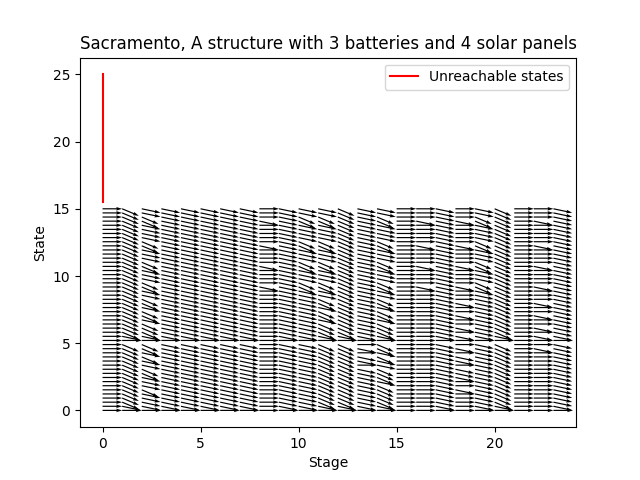 Sacramento, A structure with 3 batteries and 4 solar panels
Unreachable states
25
20
15
10
5
0
State
0 5 10 15 20
Stage